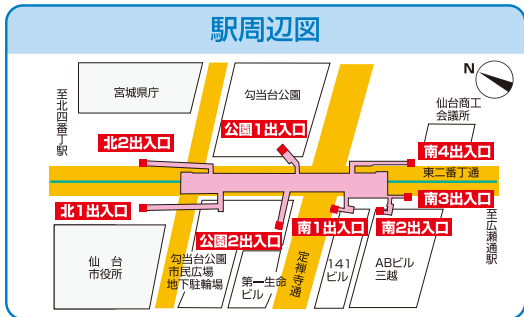 駅周辺図
N
宮城県庁
勾当台公園
仙台商工
会議所
至北四番丁駅
北2出入口
公園1出入口
南4出入口
東二番丁通
南3出入口
北1出入口
公園2出入口
南1出入口
南2出入口
至広瀬通駅
仙台
市役所
勾当台公園
市民広場
地下駐輪場
第一生命
ビル
定禅寺通
141
ビル
ABビル
三越